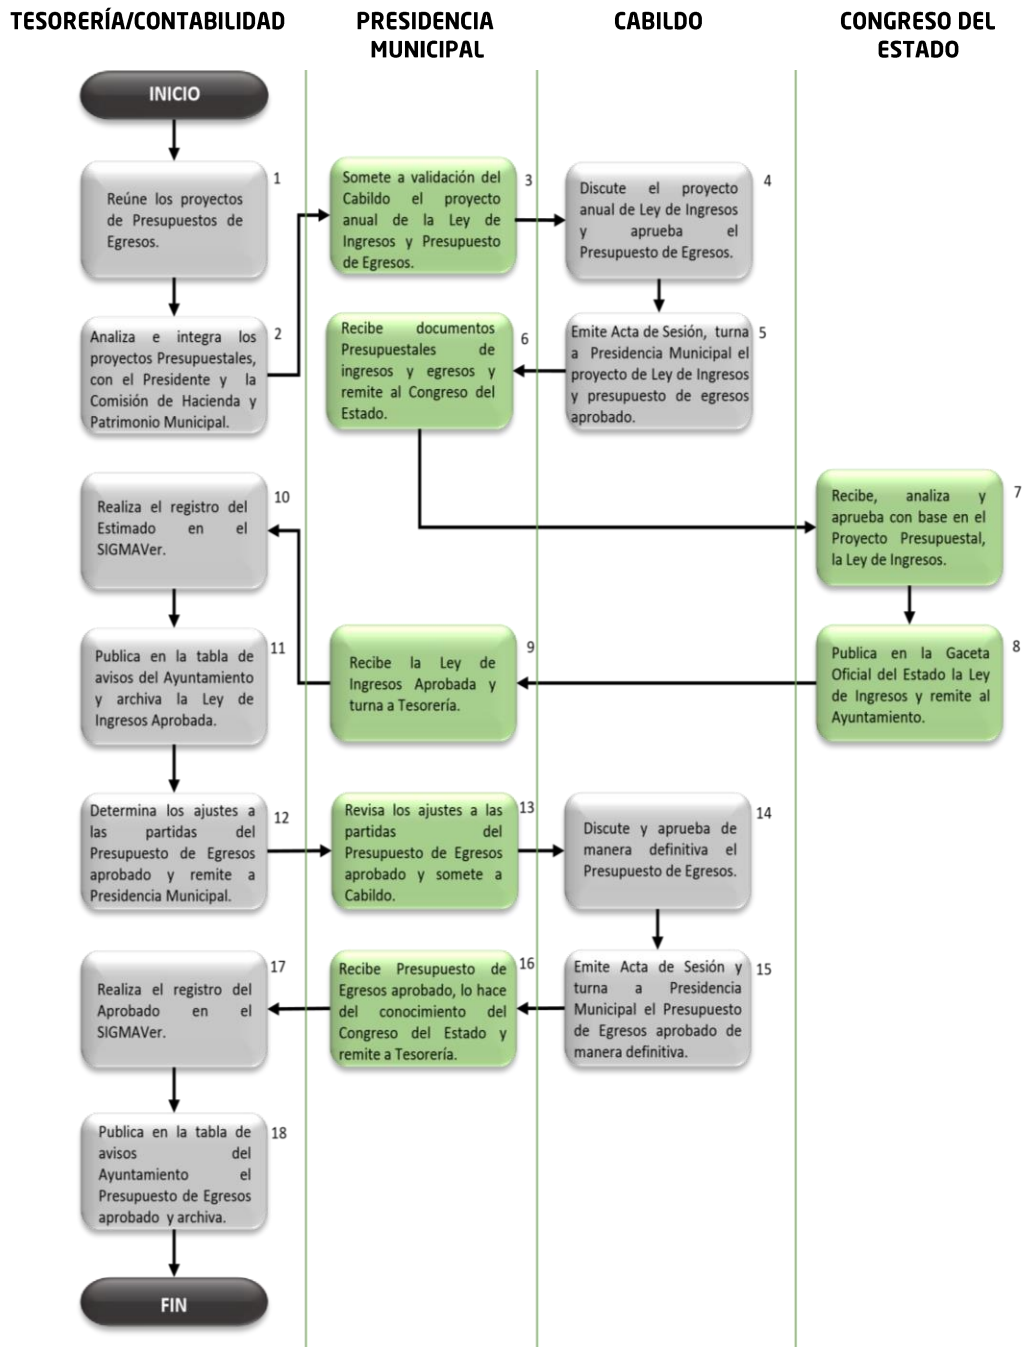 TESORERÍA/CONTABILIDAD
PRESIDENCIA
MUNICIPAL
CABILDO
CONGRESO DEL
ESTADO
INICIO
1
Reúne los proyectos
de Presupuestos de
Egresos.
2
Analiza e integra los
proyectos Presupuestales,
con el Presidente y la
Comisión de Hacienda y
Patrimonio Municipal.
3
Somete a validación del
Cabildo el proyecto
anual de la Ley de
Ingresos y Presupuesto
de Egresos.
4
Discute el proyecto
anual de Ley de Ingresos
y aprueba el
Presupuesto de Egresos.
5
Emite Acta de Sesión, turna
a Presidencia Municipal el
proyecto de Ley de Ingresos
y presupuesto de egresos
aprobado.
6
Recibe documentos
Presupuestales de
ingresos y egresos y
remite al Congreso del
Estado.
7
Recibe, analiza y
aprueba con base en el
Proyecto Presupuestal,
la Ley de Ingresos.
8
Publica en la Gaceta
Oficial del Estado la Ley
de Ingresos y remite al
Ayuntamiento.
9
Recibe la Ley de
Ingresos Aprobada y
turna a Tesorería.
10
Realiza el registro del
Estimado en el
SIGMAVer.
11
Publica en la tabla de
avisos del Ayuntamiento
y archiva la Ley de
Ingresos Aprobada.
12
Determina los ajustes a
las partidas del
Presupuesto de Egresos
aprobado y remite a
Presidencia Municipal.
13
Revisa los ajustes a las
partidas del
Presupuesto de Egresos
aprobado y somete a
Cabildo.
14
Discute y aprueba de
manera definitiva el
Presupuesto de Egresos.
15
Emite Acta de Sesión y
turna a Presidencia
Municipal el Presupuesto
de Egresos aprobado de
manera definitiva.
16
Recibe Presupuesto de
Egresos aprobado, lo hace
del conocimiento del
Congreso del Estado y
remite a Tesorería.
17
Realiza el registro del
Aprobado en el
SIGMAVer.
18
Publica en la tabla de
avisos del
Ayuntamiento el
Presupuesto de Egresos
aprobado y archiva.
FIN